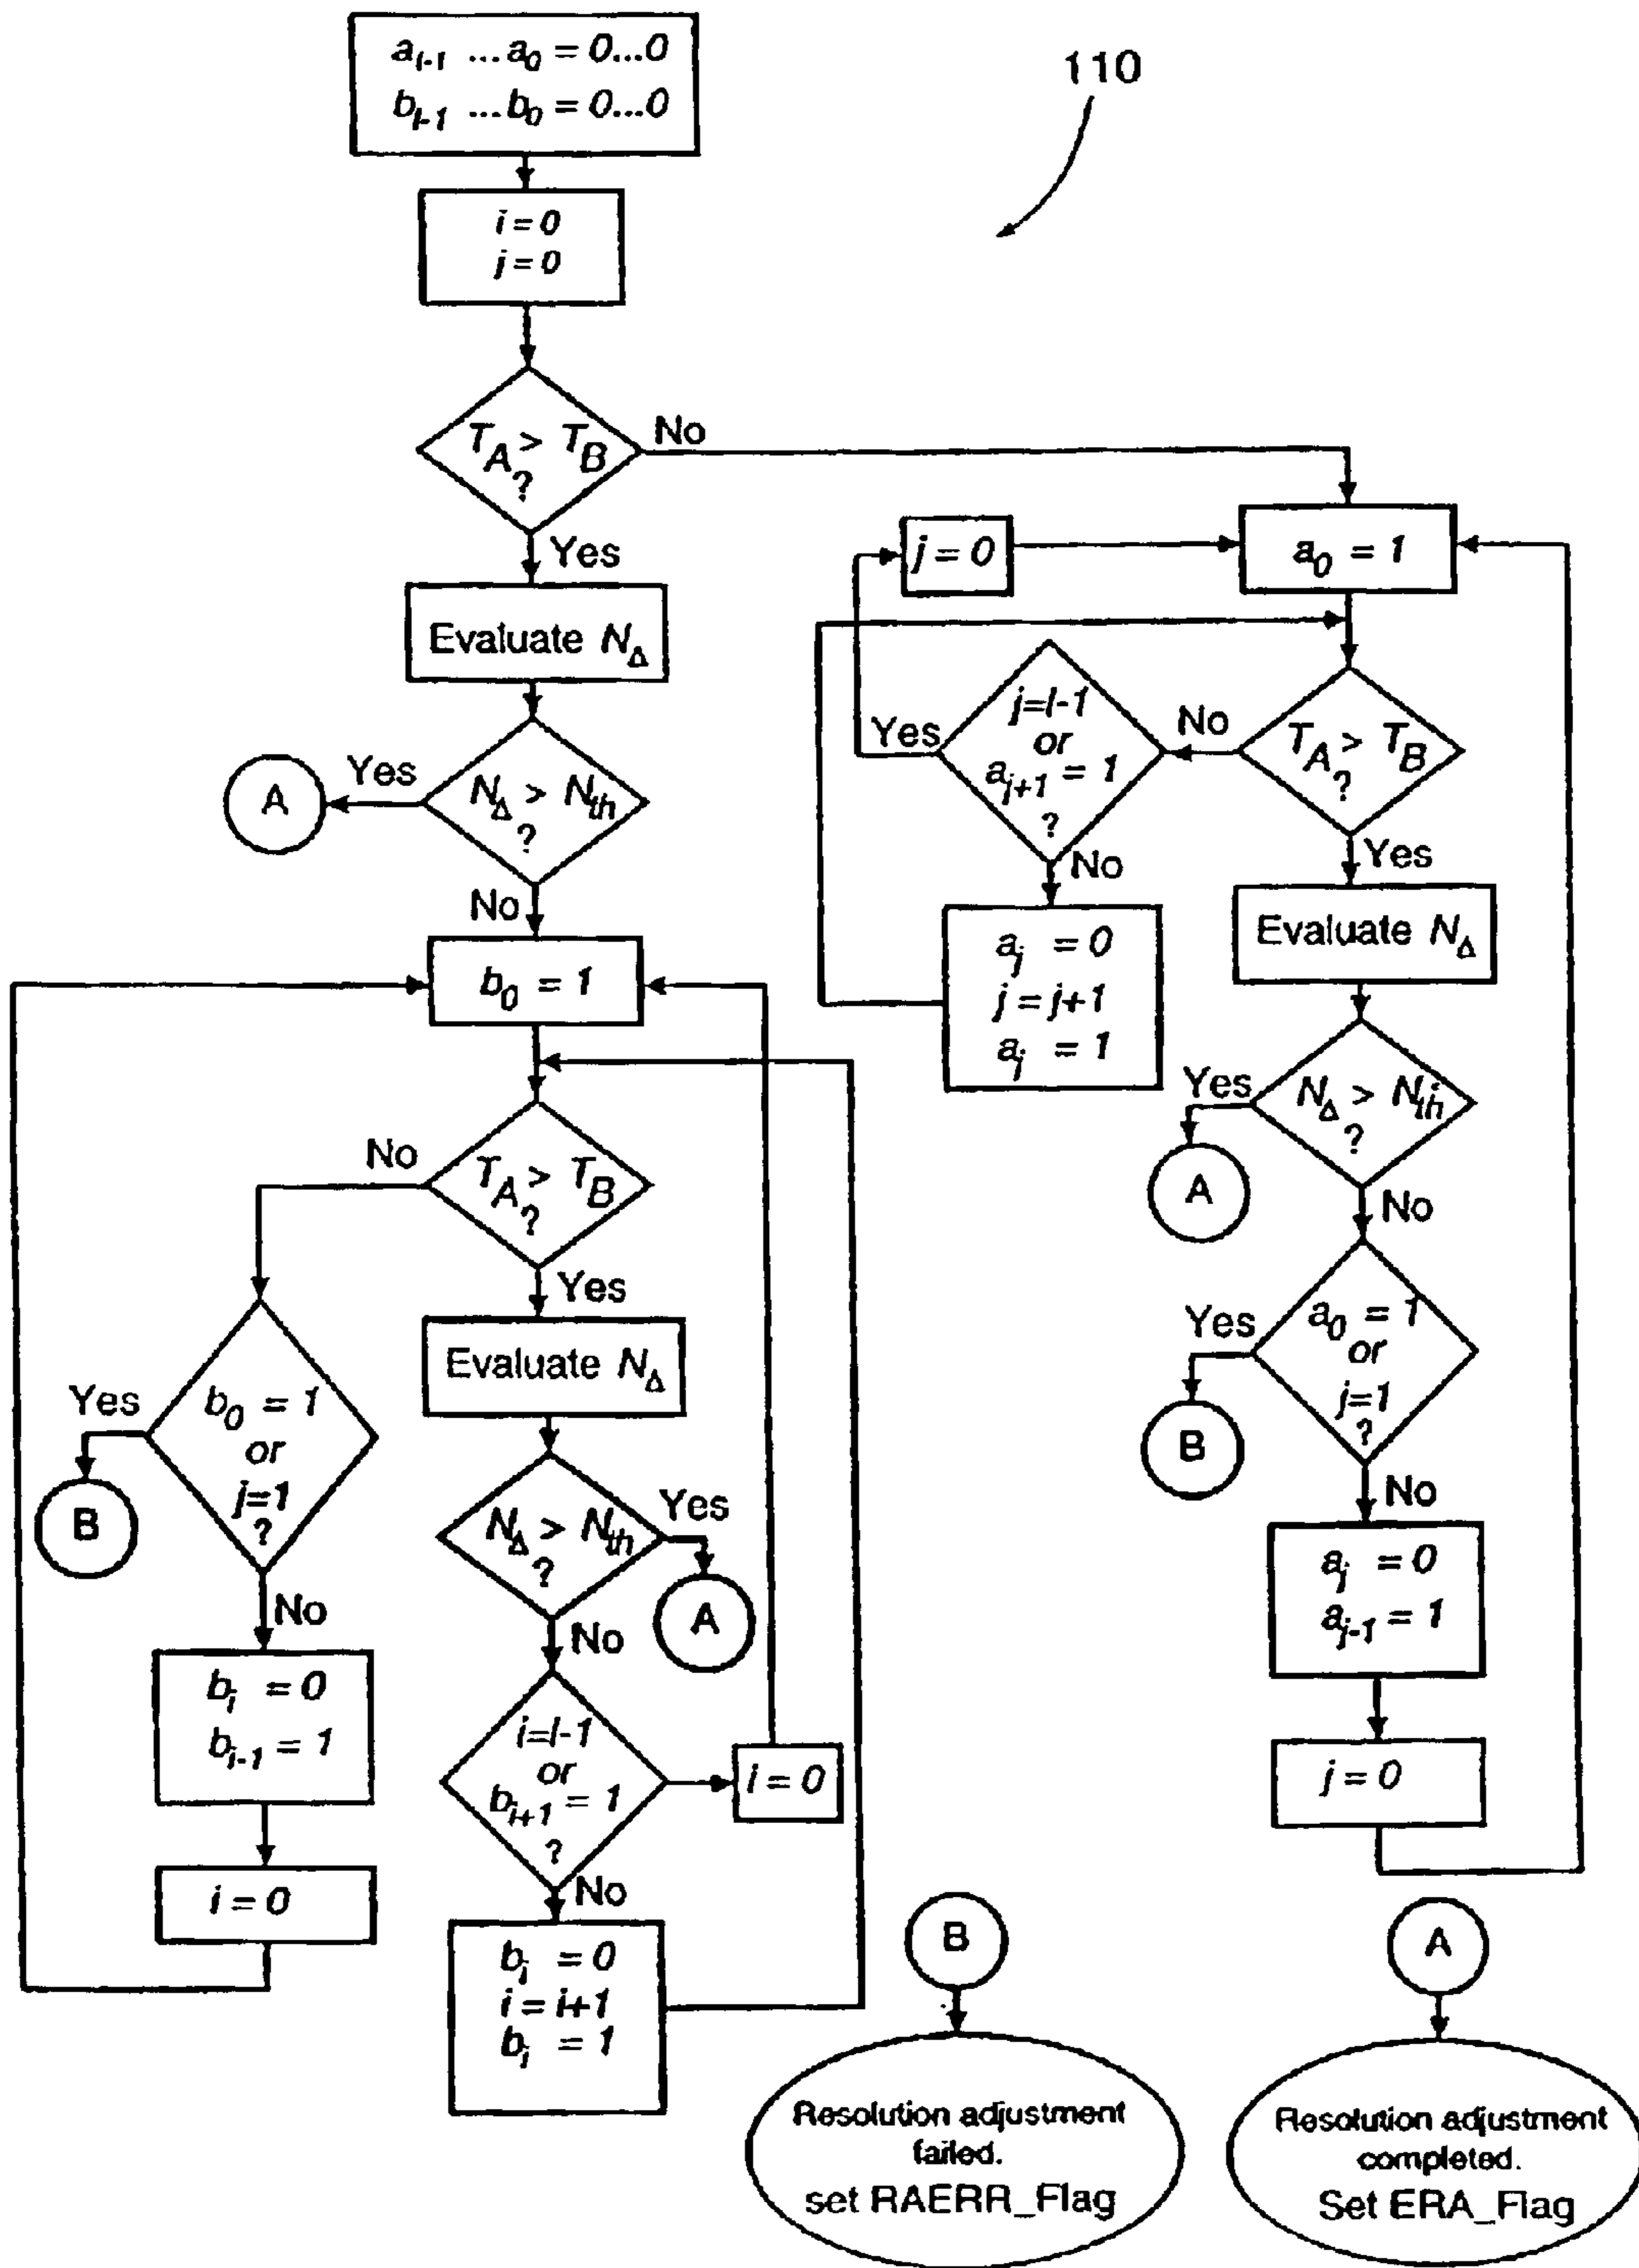 a_{l-1} ...a_0 = 0...0
b_{l-1} ...b_0 = 0...0
110
i = 0
j = 0
T_A > T_B
?
No
Yes
Evaluate N_Δ
N_Δ > N_th
?
Yes
A
No
b_0 = 1
T_A > T_B
?
No
Yes
b_0 = 1
or
j=1
?
Yes
B
No
b_i = 0
b_{i-1} = 1
i = 0
Evaluate N_Δ
N_Δ > N_th
?
Yes
A
No
i=l-1
or
b_{i+1} = 1
?
i = 0
No
b_i = 0
i = i+1
b_i = 1
j = 0
a_0 = 1
T_A > T_B
?
No
j=l-1
or
a_{j+1} = 1
?
Yes
No
a_j = 0
j = j+1
a_j = 1
Yes
Evaluate N_Δ
N_Δ > N_th
?
Yes
A
No
a_0 = 1
or
j=1
?
Yes
B
No
a_j = 0
a_{j-1} = 1
j = 0
B
Resolution adjustment
failed.
set RAERR_Flag
A
Resolution adjustment
completed.
Set ERA_Flag